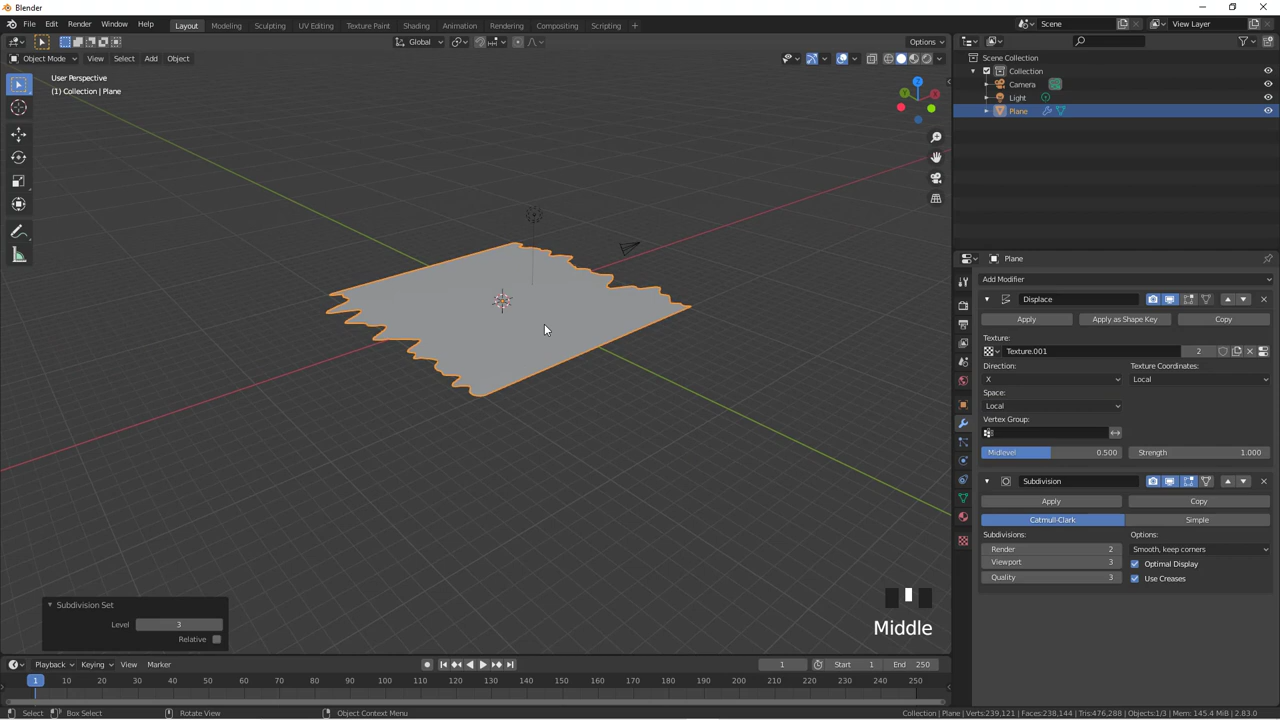 Blender
File Edit Render Window Help Layout Modeling Sculpting UV Editing Texture Paint Shading Animation Rendering Compositing Scripting + Scene View Layer
Global Options
Object Mode View Select Add Object
User Perspective
(1) Collection | Plane
Z
Y X
Scene Collection
Collection
Camera
Light
Plane
Plane
Add Modifier
Displace
Apply Apply as Shape Key Copy
Texture:
Texture.001 2
Direction: Texture Coordinates:
X Local
Space:
Local
Vertex Group:
Midlevel 0.500 Strength 1.000
Subdivision
Apply Copy
Catmull-Clark Simple
Subdivisions: Options:
Render 2 Smooth, keep corners
Viewport 3 Optimal Display
Quality 3 Use Creases
Subdivision Set
Level 3
Relative
Middle
Playback Keying View Marker 1 Start 1 End 250
1 10 20 30 40 50 60 70 80 90 100 110 120 130 140 150 160 170 180 190 200 210 220 230 240 250
Select Box Select Rotate View Object Context Menu Collection | Plane | Verts:239,121 | Faces:238,144 | Tris:476,288 | Objects:1/3 | Mem: 145.4 MiB | 2.83.0